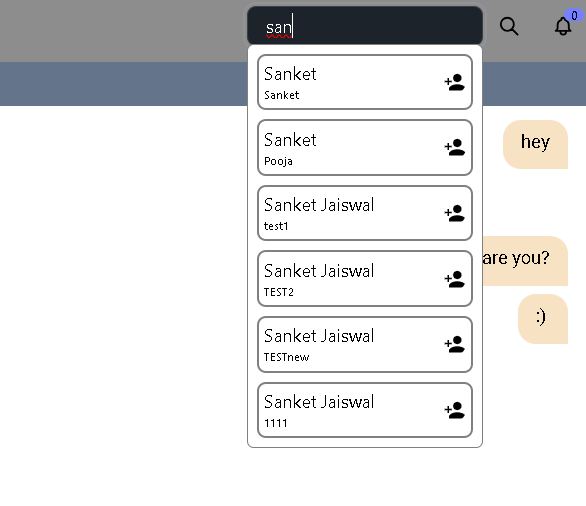 san
0
Sanket
Sanket
Sanket
Pooja
Sanket Jaiswal
test1
Sanket Jaiswal
TEST2
Sanket Jaiswal
TESTnew
Sanket Jaiswal
1111
hey
are you?
:)